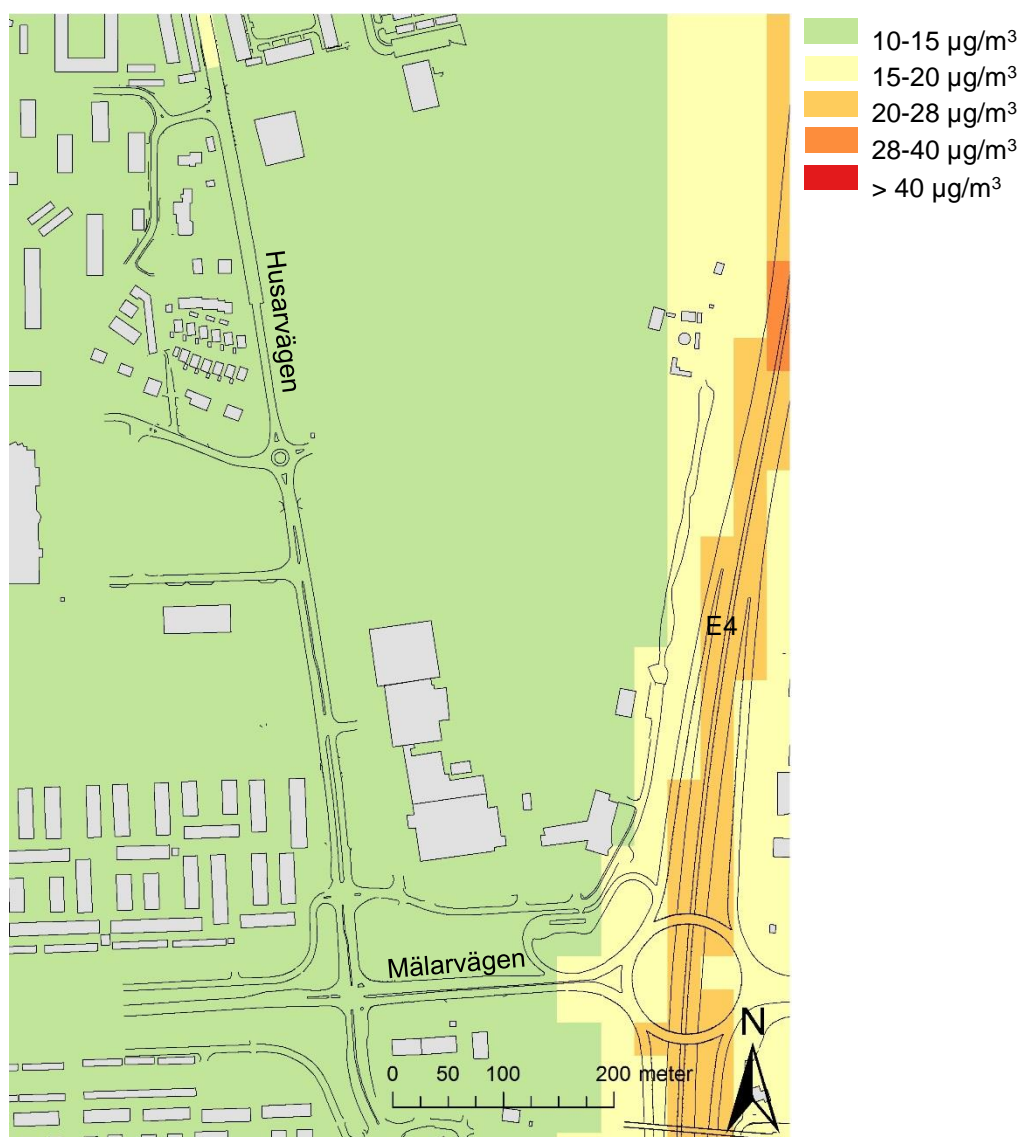 10-15 µg/m³
15-20 µg/m³
20-28 µg/m³
28-40 µg/m³
> 40 µg/m³
Husarvägen
E4
Mälarvägen
N
0 50 100 200 meter